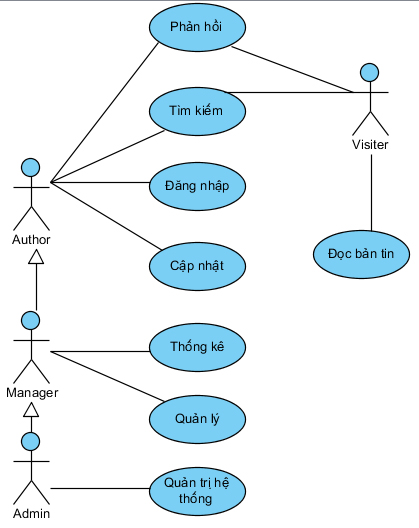 Phản hồi
Tìm kiếm
Visiter
Đăng nhập
Author
Đọc bản tin
Cập nhật
Thống kê
Manager
Quản lý
Quản trị hệ
thống
Admin